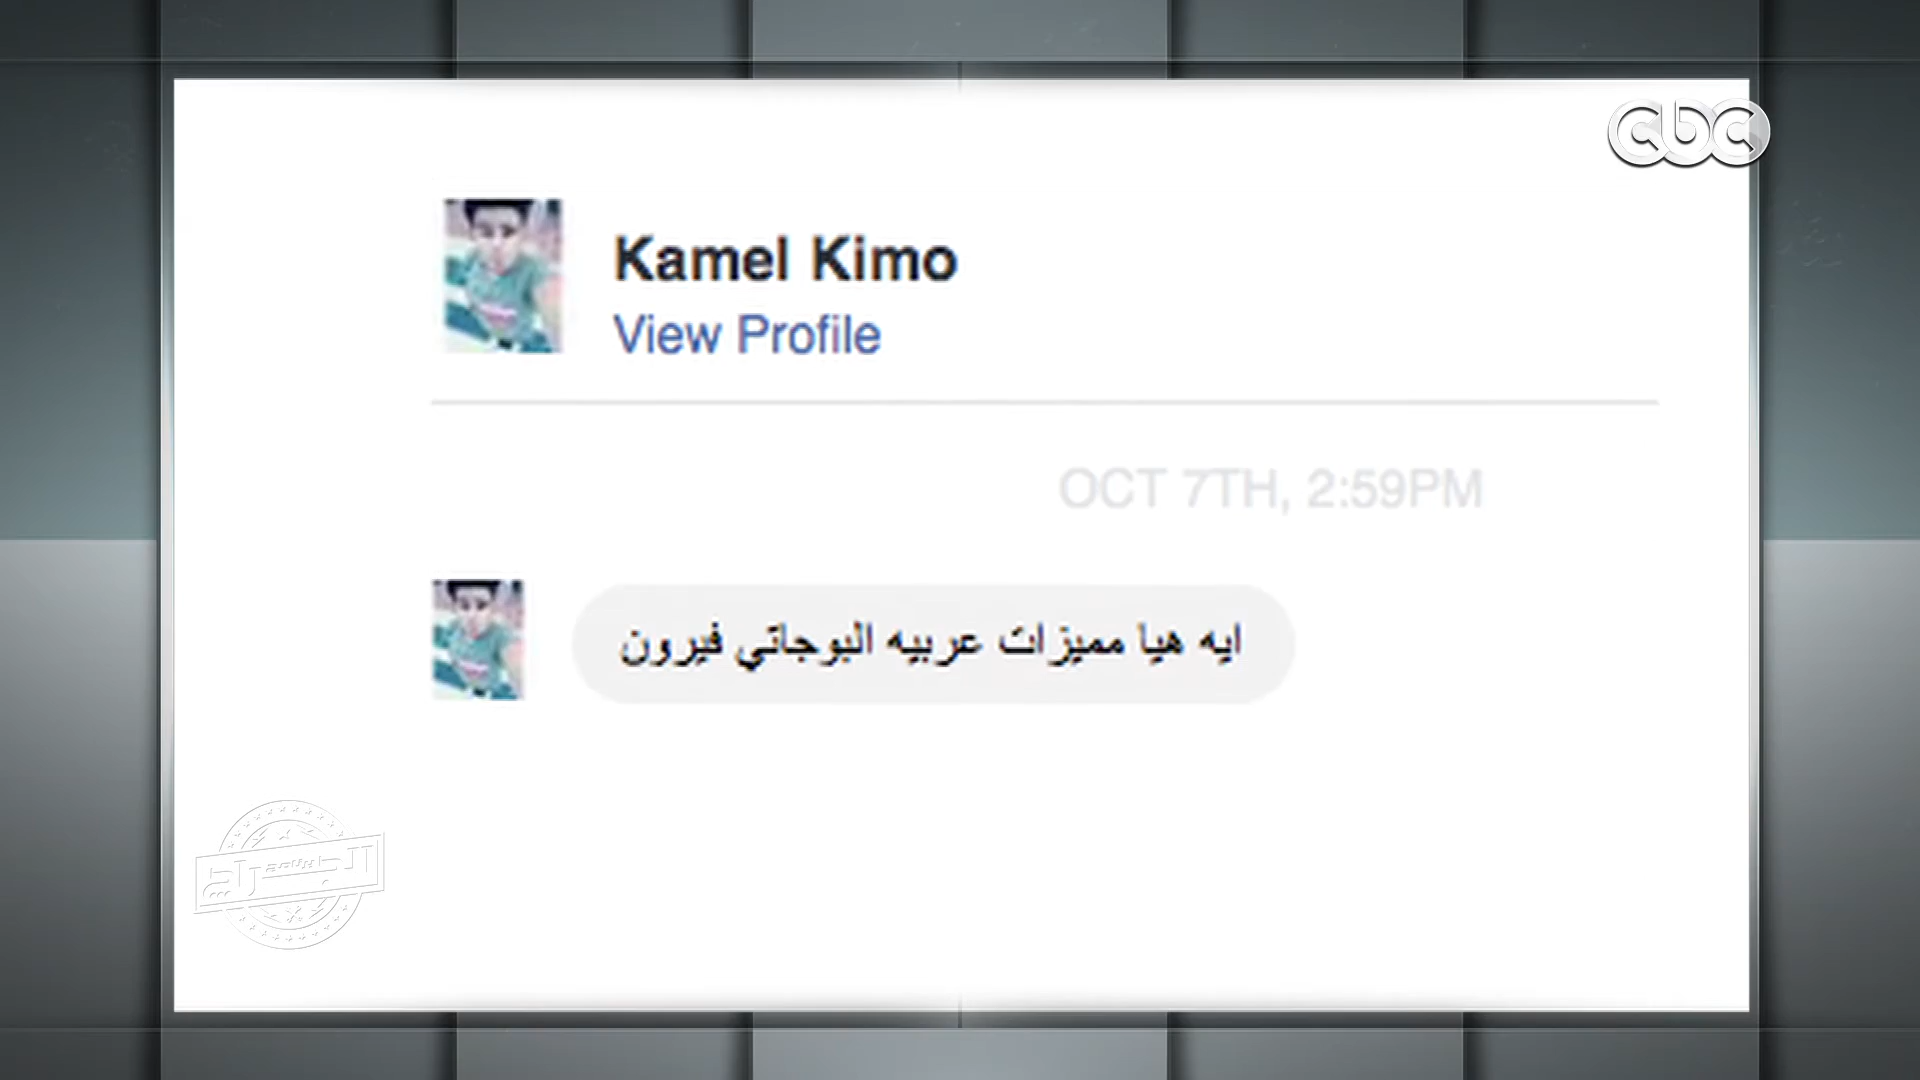 cbc
Kamel Kimo
View Profile
OCT 7TH, 2:59PM
ايه هيا مميزات عربيه البوجاتي فيرون